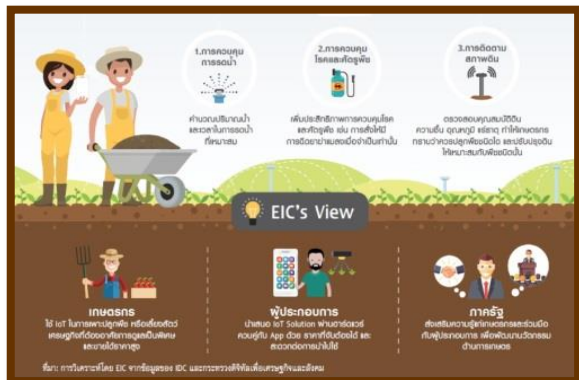 1.การควบคุม
การรดน้ำ
คำนวณปริมาณน้ำ
และเวลาในการรดน้ำ
ที่เหมาะสม
2.การควบคุม
โรคและศัตรูพืช
เพิ่มประสิทธิภาพการควบคุมโรค
และศัตรูพืช เช่น การสั่งให้มี
การฉีดยาฆ่าแมลงเมื่อจำเป็นเท่านั้น
3.การติดตาม
สภาพดิน
ตรวจสอบคุณสมบัติดิน
ความชื้น อุณหภูมิ แร่ธาตุ ทำให้เกษตรกร
ทราบว่าควรปลูกพืชชนิดใด และปรับปรุงดิน
ให้เหมาะสมกับพืชชนิดนั้น
EIC's View
เกษตรกร
ใช้ IoT ในการเพาะปลูกพืช หรือเลี้ยงสัตว์
เศรษฐกิจที่ต้องอาศัยการดูแลเป็นพิเศษ
และขายได้ราคาสูง
ผู้ประกอบการ
นำเสนอ IoT Solution ผ่านฮาร์ดแวร์
ควบคู่กับ App ด้วย ราคาที่จับต้องได้ และ
สะดวกต่อการนำไปใช้
ภาครัฐ
ส่งเสริมความรู้แก่เกษตรกรและร่วมมือ
กับผู้ประกอบการ เพื่อพัฒนานวัตกรรม
ด้านการเกษตร
ที่มา: การวิเคราะห์โดย EIC จากข้อมูลของ IDC และกระทรวงดิจิทัลเพื่อเศรษฐกิจและสังคม